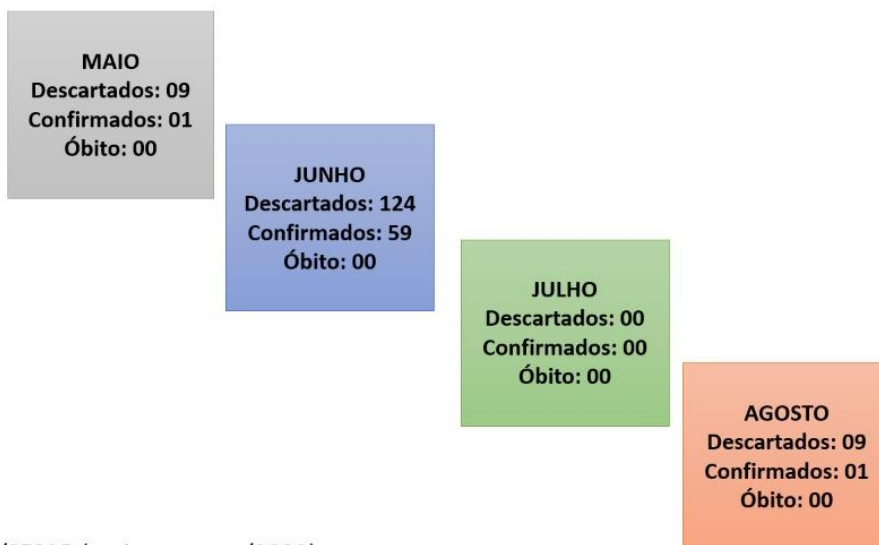 MAIO
Descartados: 09
Confirmados: 01
Óbito: 00
JUNHO
Descartados: 124
Confirmados: 59
Óbito: 00
JULHO
Descartados: 00
Confirmados: 00
Óbito: 00
AGOSTO
Descartados: 09
Confirmados: 01
Óbito: 00